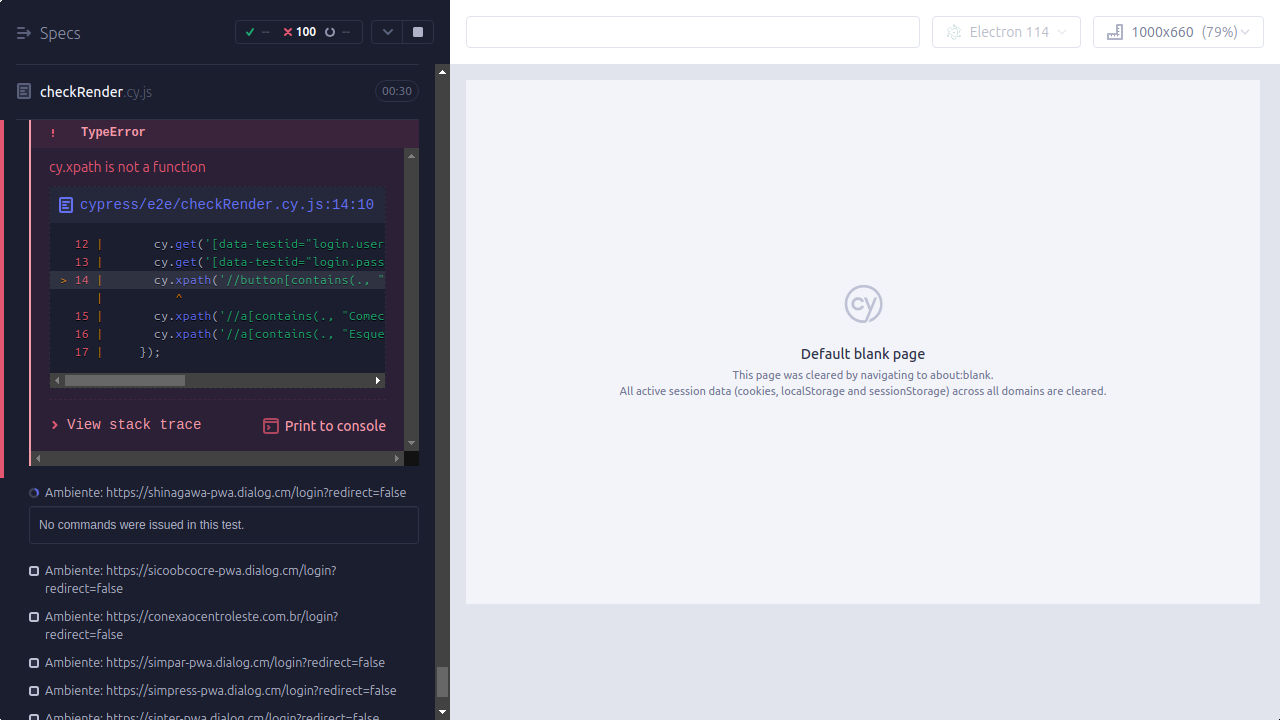 Specs
-- 100 --
Electron 114
1000x660 (79%)
checkRender.cy.js
00:30
! TypeError
cy.xpath is not a function
cypress/e2e/checkRender.cy.js:14:10
12 | cy.get('[data-testid="login.user
13 | cy.get('[data-testid="login.pass
> 14 | cy.xpath('//button[contains(., "
| ^
15 | cy.xpath('//a[contains(., "Comec
16 | cy.xpath('//a[contains(., "Esque
17 | });
View stack trace
Print to console
Ambiente: https://shinagawa-pwa.dialog.cm/login?redirect=false
No commands were issued in this test.
Ambiente: https://sicoobcocre-pwa.dialog.cm/login?
redirect=false
Ambiente: https://conexaocentroleste.com.br/login?
redirect=false
Ambiente: https://simpar-pwa.dialog.cm/login?redirect=false
Ambiente: https://simpress-pwa.dialog.cm/login?redirect=false
Ambiente: https://sinter-pwa.dialog.cm/login?redirect=false
cy
Default blank page
This page was cleared by navigating to about:blank.
All active session data (cookies, localStorage and sessionStorage) across all domains are cleared.